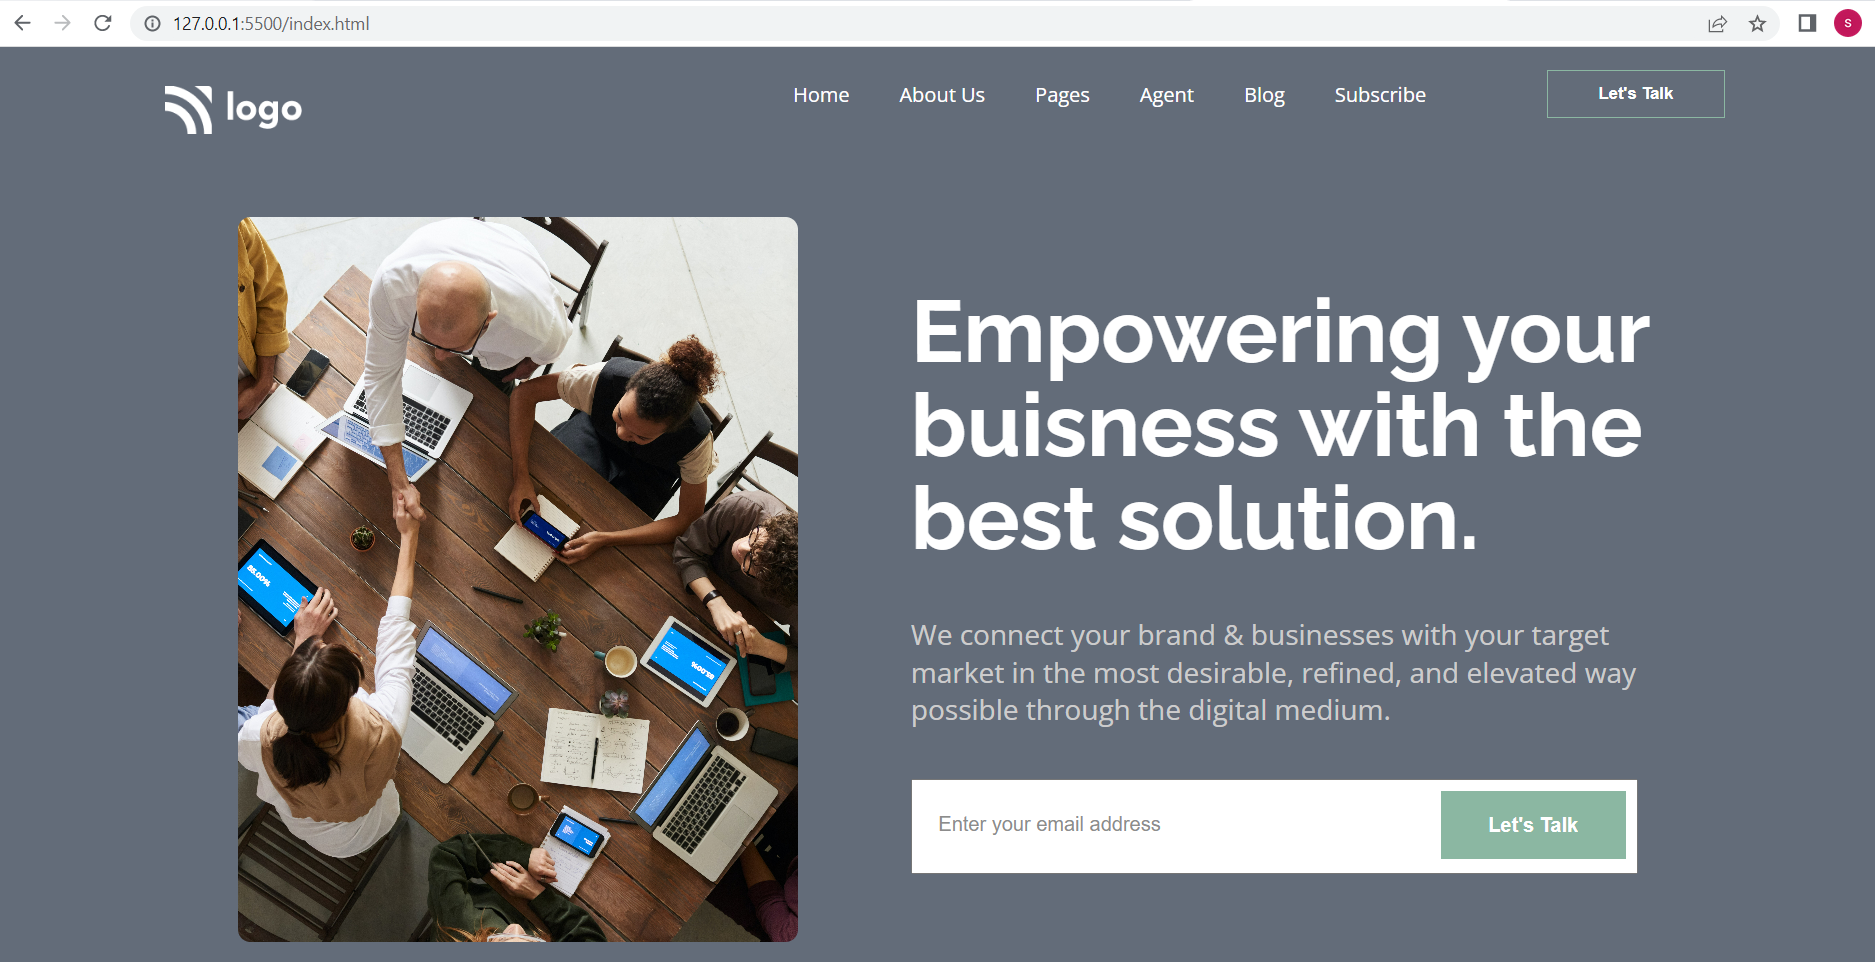 127.0.0.1:5500/index.html
S
logo
Home About Us Pages Agent Blog Subscribe Let's Talk
Empowering your
buisness with the
best solution.
85.00%
We connect your brand & businesses with your target
market in the most desirable, refined, and elevated way
possible through the digital medium.
Enter your email address Let's Talk